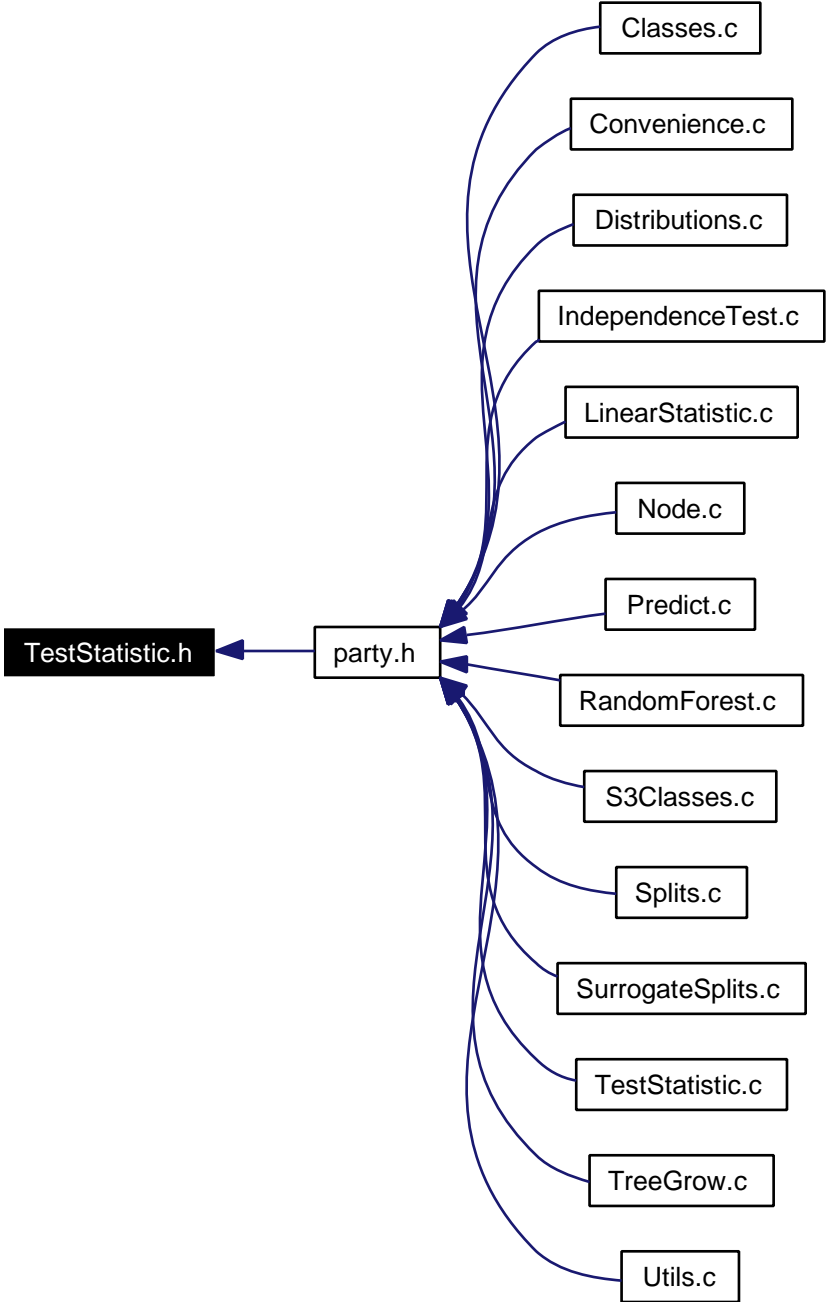 Classes.c
Convenience.c
Distributions.c
IndependenceTest.c
LinearStatistic.c
Node.c
Predict.c
TestStatistic.h
party.h
RandomForest.c
S3Classes.c
Splits.c
SurrogateSplits.c
TestStatistic.c
TreeGrow.c
Utils.c